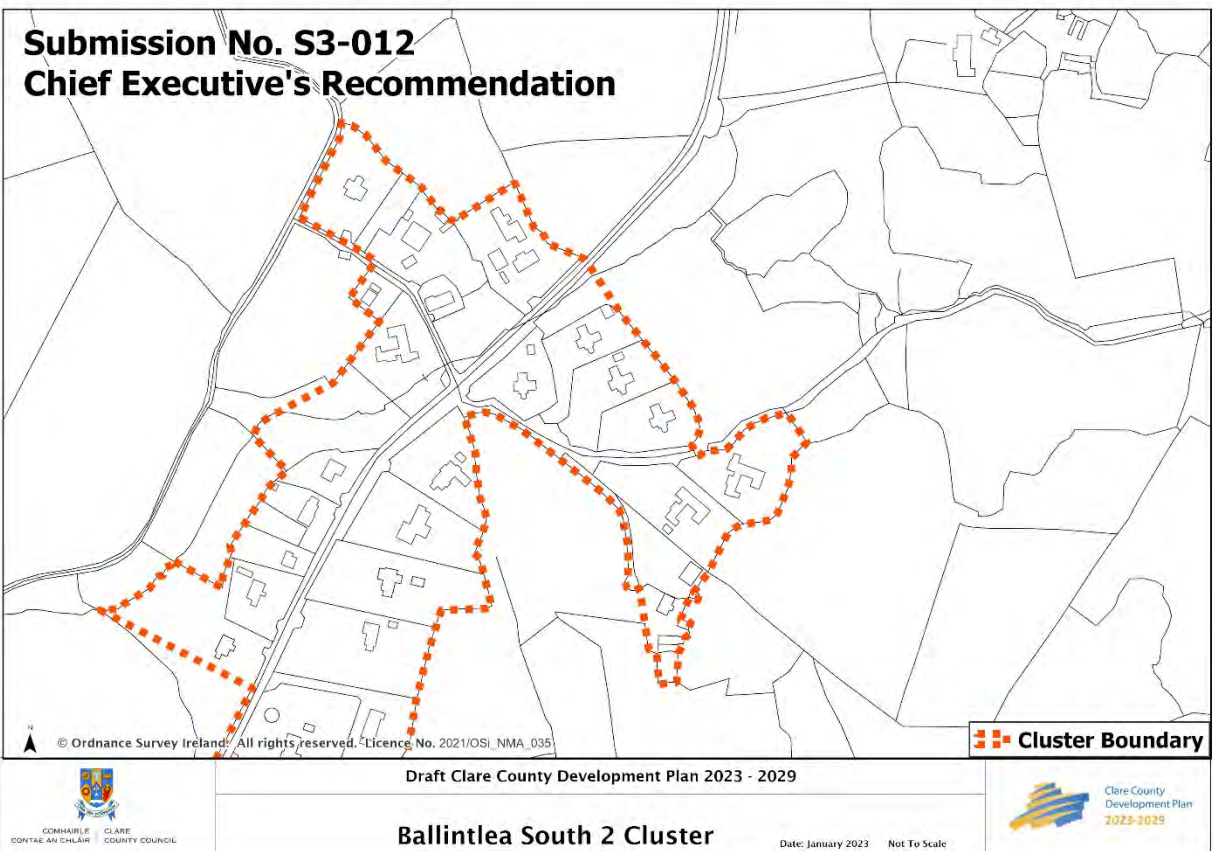 Submission No. S3-012
Chief Executive's Recommendation
N
© Ordnance Survey Ireland. All rights reserved. Licence No. 2021/OSi_NMA_035
Cluster Boundary
Draft Clare County Development Plan 2023 - 2029
Ballintlea South 2 Cluster
Date: January 2023 Not To Scale
COMHAIRLE CLARE
CONTAE AN CHLÁIR COUNTY COUNCIL
Clare County
Development Plan
2023-2029